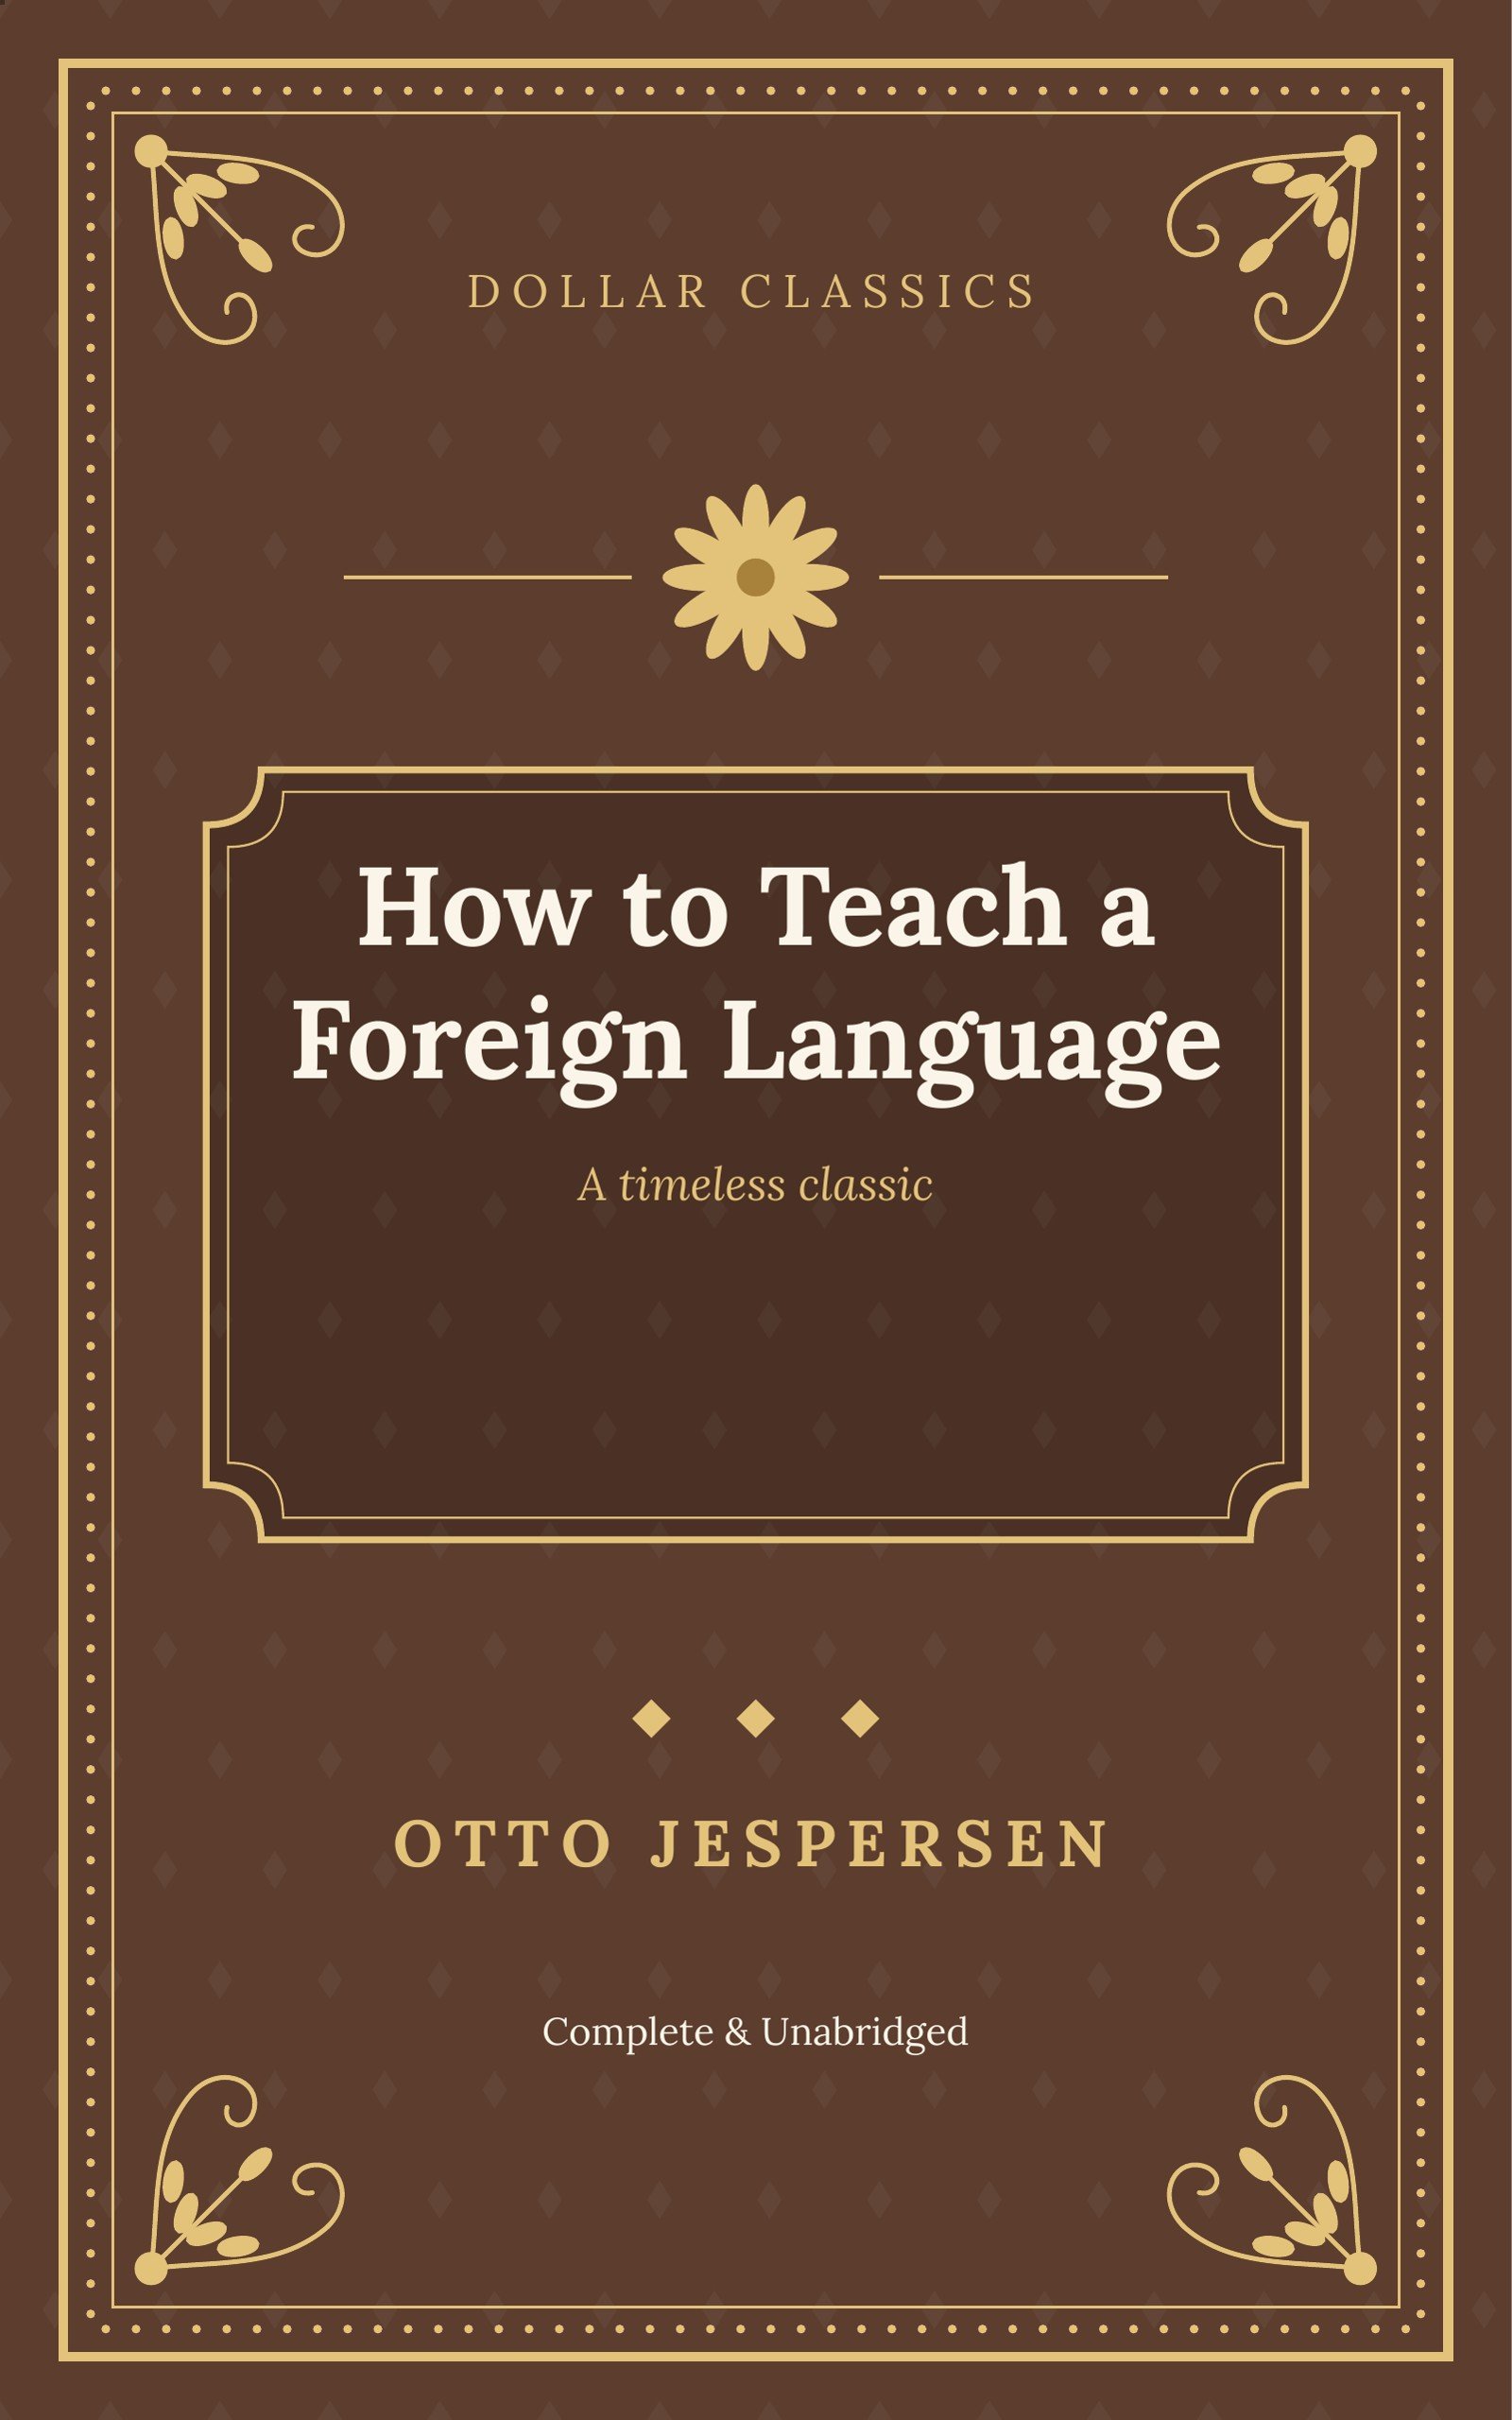 DOLLAR CLASSICS
How to Teach a
Foreign Language
A timeless classic
OTTO JESPERSEN
Complete & Unabridged